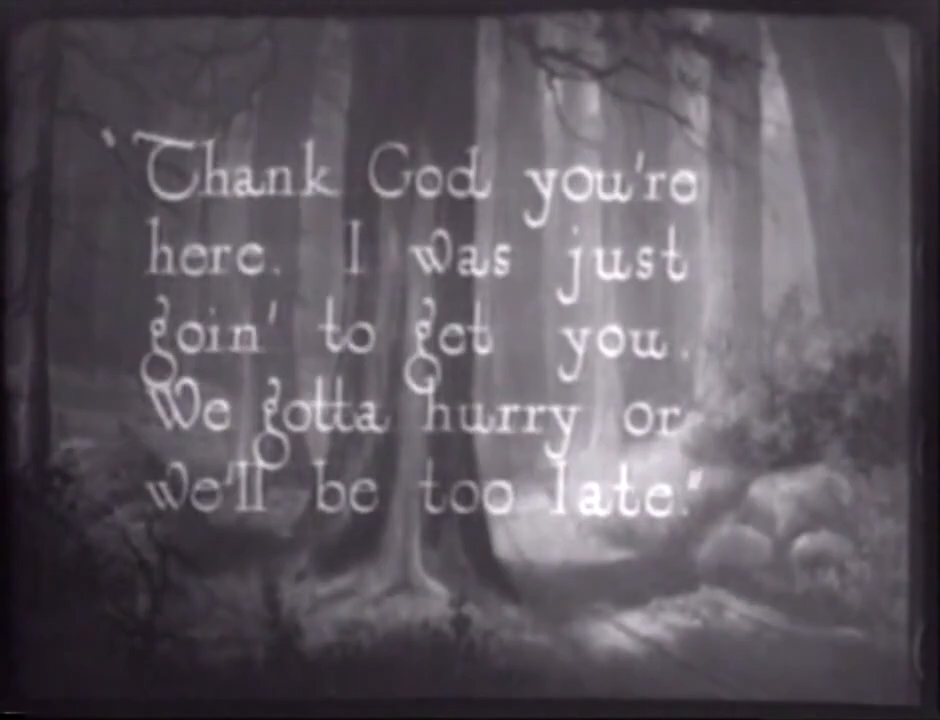 "Thank God you're
here. I was just
goin' to get you.
We gotta hurry or
we'll be too late."